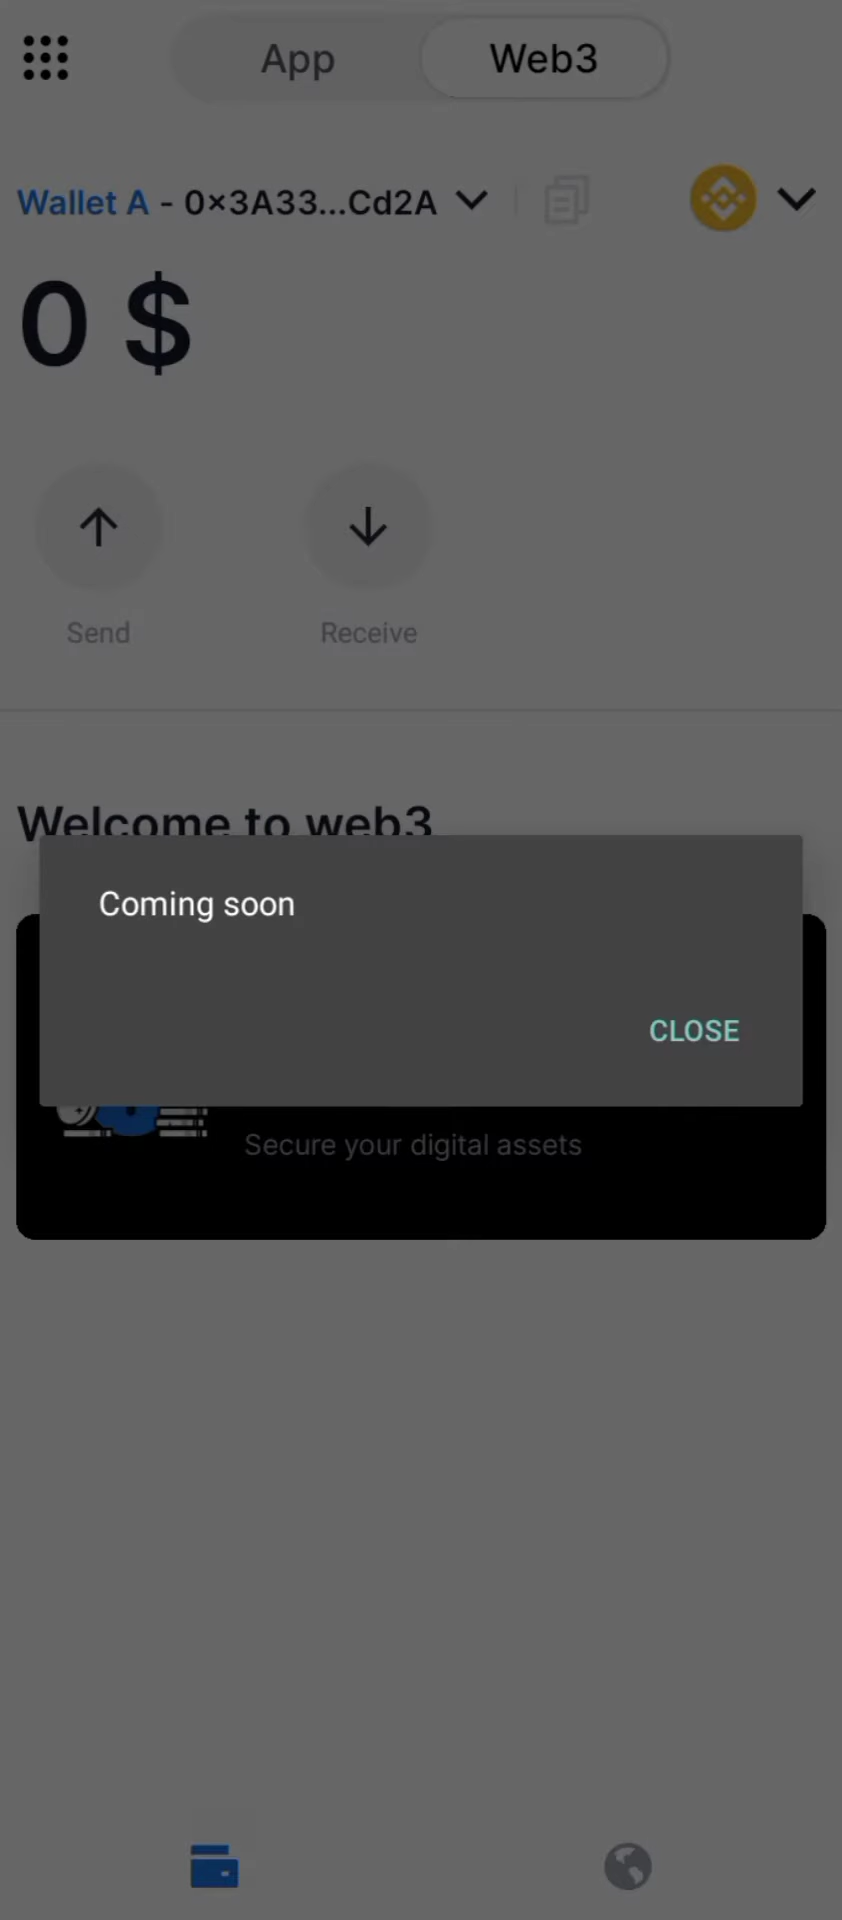 App
Web3
Wallet A - 0×3A33...Cd2A
0 $
Send
Receive
Welcome to web3
Coming soon
CLOSE
Secure your digital assets